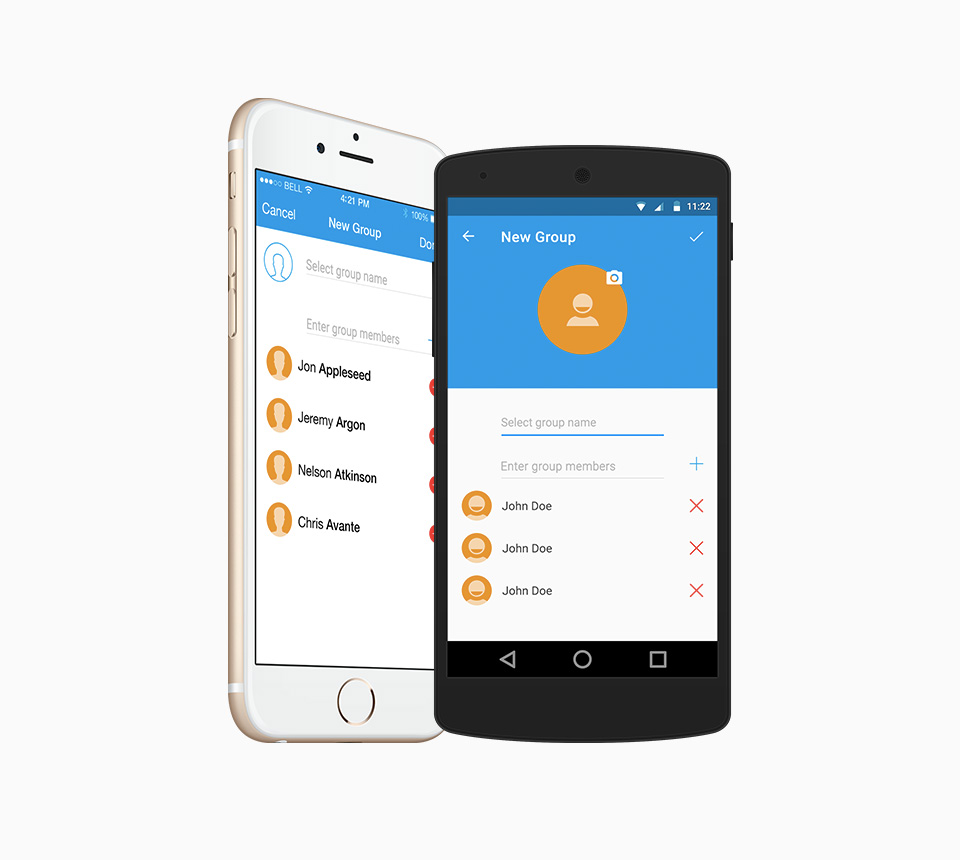 BELL
4:21 PM
100%
Cancel
New Group
Select group name
Enter group members
Jon Appleseed
Jeremy Argon
Nelson Atkinson
Chris Avante
11:22
New Group
Select group name
Enter group members
John Doe
John Doe
John Doe